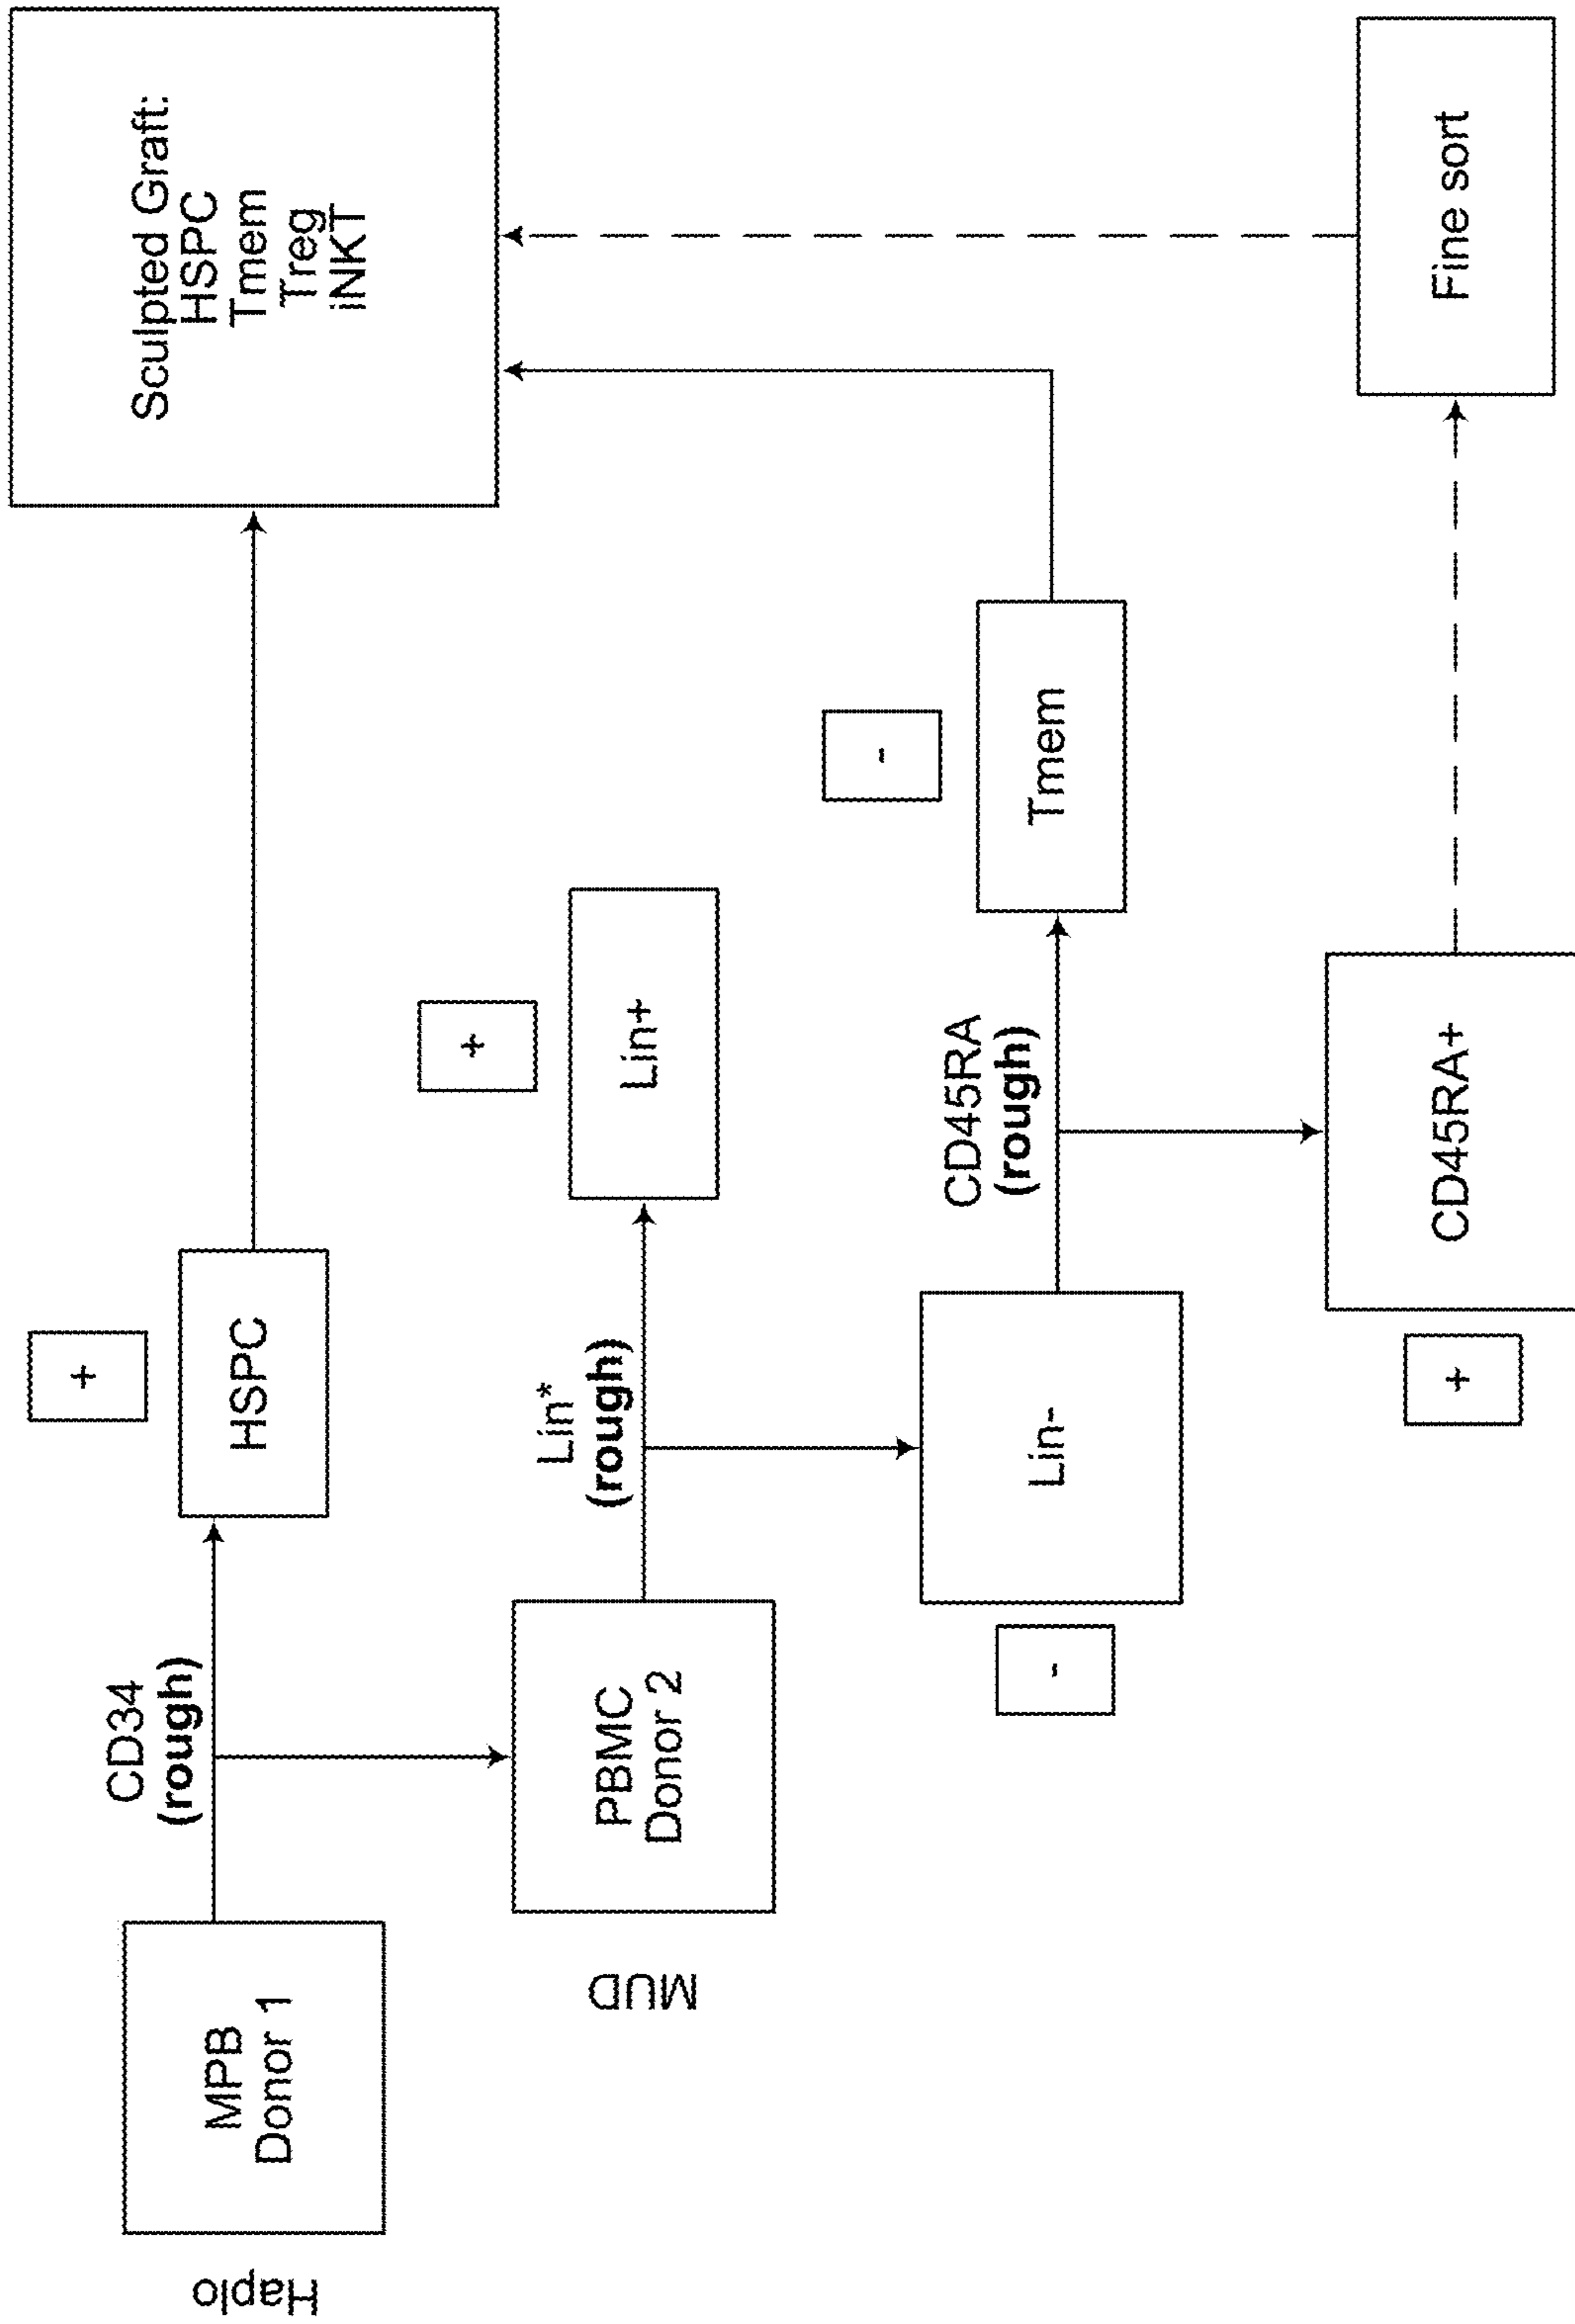 Haplo
MPB
Donor 1
CD34
(rough)
+
HSPC
Sculpted Graft:
HSPC
Tmem
Treg
iNKT
MUD
PBMC
Donor 2
Lin*
(rough)
+
Lin+
-
Lin-
CD45RA
(rough)
-
Tmem
+
CD45RA+
Fine sort